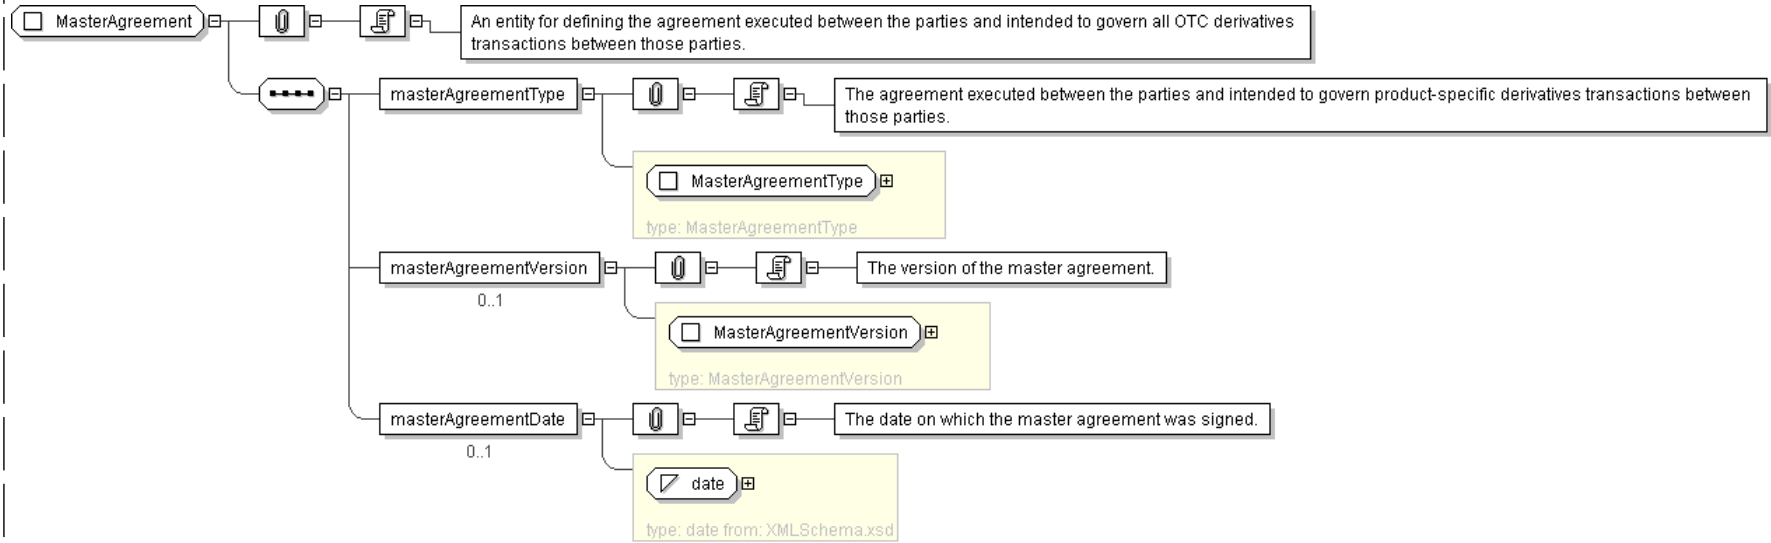 MasterAgreement
An entity for defining the agreement executed between the parties and intended to govern all OTC derivatives
transactions between those parties.
masterAgreementType
The agreement executed between the parties and intended to govern product-specific derivatives transactions between
those parties.
MasterAgreementType
type: MasterAgreementType
masterAgreementVersion
0..1
The version of the master agreement.
MasterAgreementVersion
type: MasterAgreementVersion
masterAgreementDate
0..1
The date on which the master agreement was signed.
date
type: date from: XMLSchema.xsd